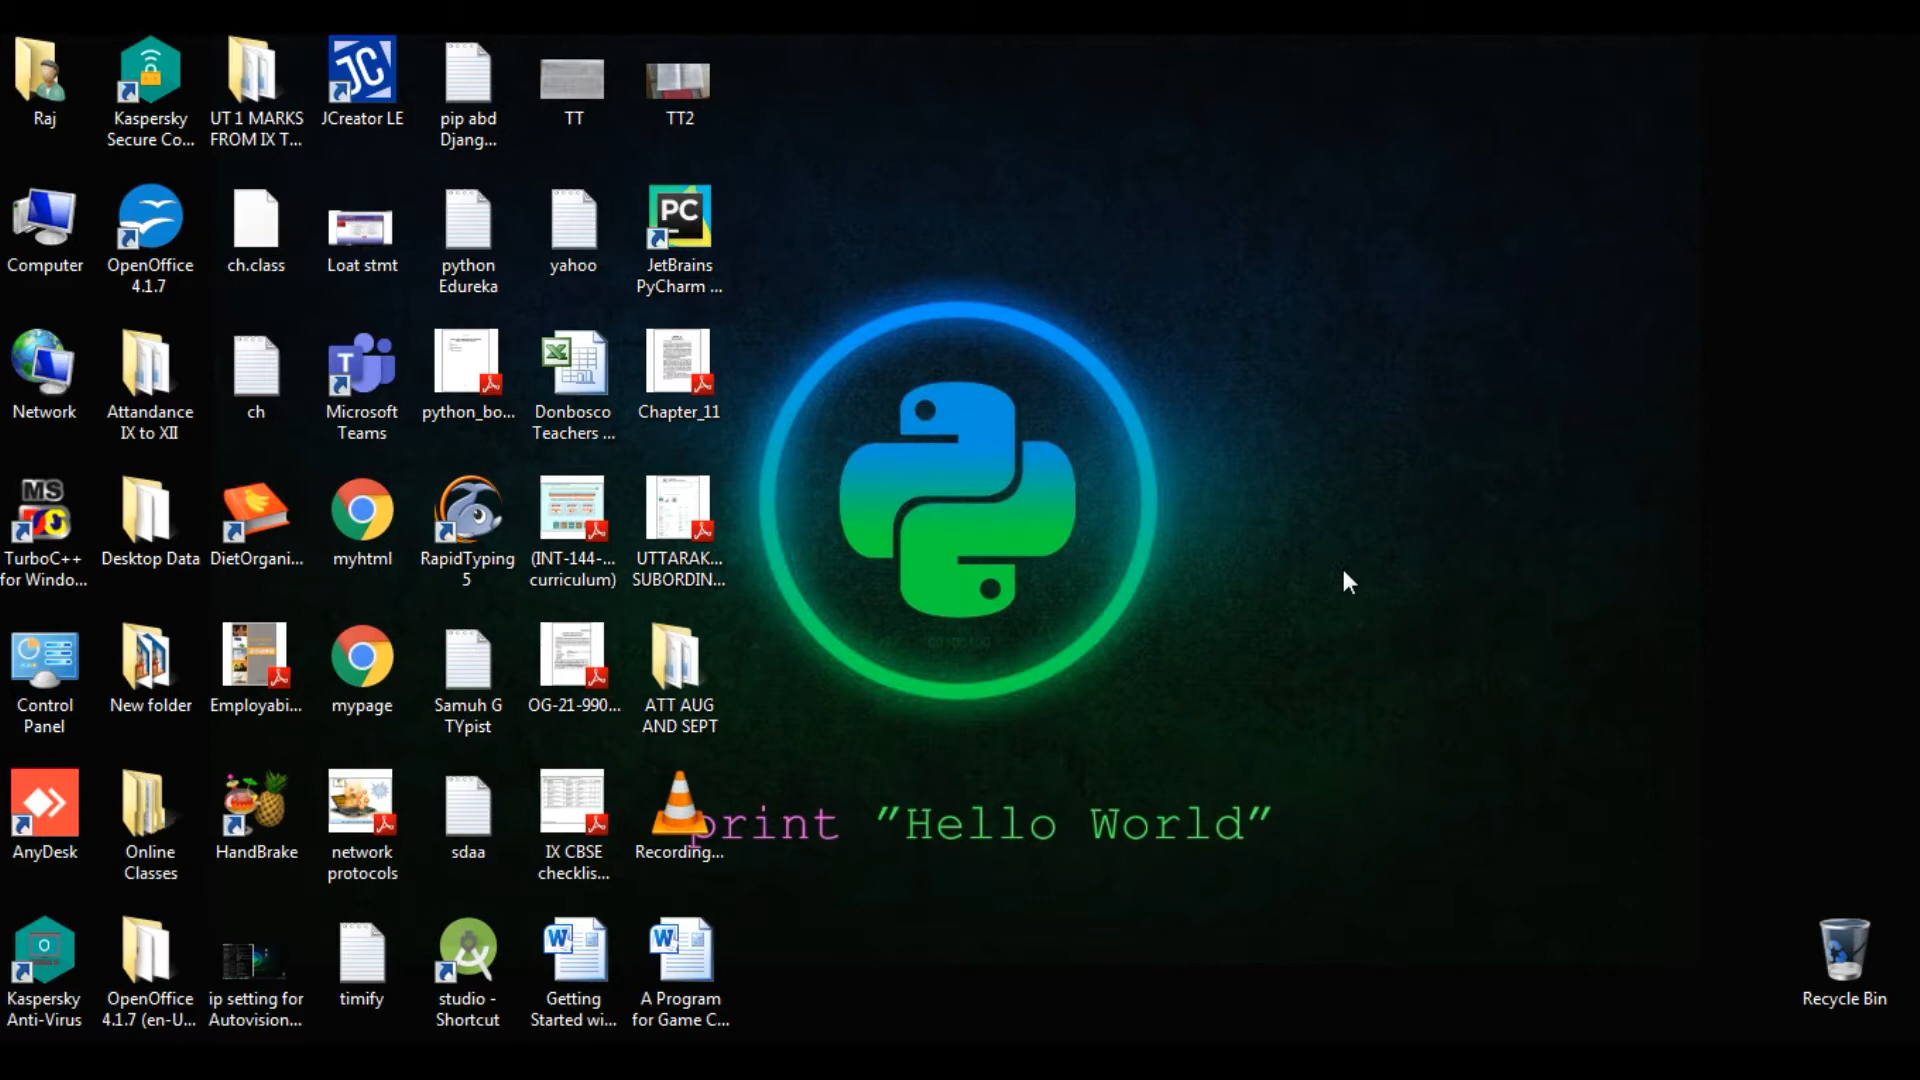 Raj
Kaspersky
Secure Co...
UT 1 MARKS
FROM IX T...
JCreator LE
pip abd
Djang...
TT
TT2
Computer
OpenOffice
4.1.7
ch.class
Loat stmt
python
Edureka
yahoo
JetBrains
PyCharm ...
Network
Attandance
IX to XII
ch
Microsoft
Teams
python_bo...
Donbosco
Teachers ...
Chapter_11
TurboC++
for Windo...
Desktop Data
DietOrgani...
myhtml
RapidTyping
5
(INT-144-...
curriculum)
UTTARAK...
SUBORDIN...
Control
Panel
New folder
Employabi...
mypage
Samuh G
TYpist
OG-21-990...
ATT AUG
AND SEPT
AnyDesk
Online
Classes
HandBrake
network
protocols
sdaa
IX CBSE
checklis...
Recording...
print "Hello World"
Kaspersky
Anti-Virus
OpenOffice
4.1.7 (en-U...
ip setting for
Autovision...
timify
studio -
Shortcut
Getting
Started wi...
A Program
for Game C...
Recycle Bin